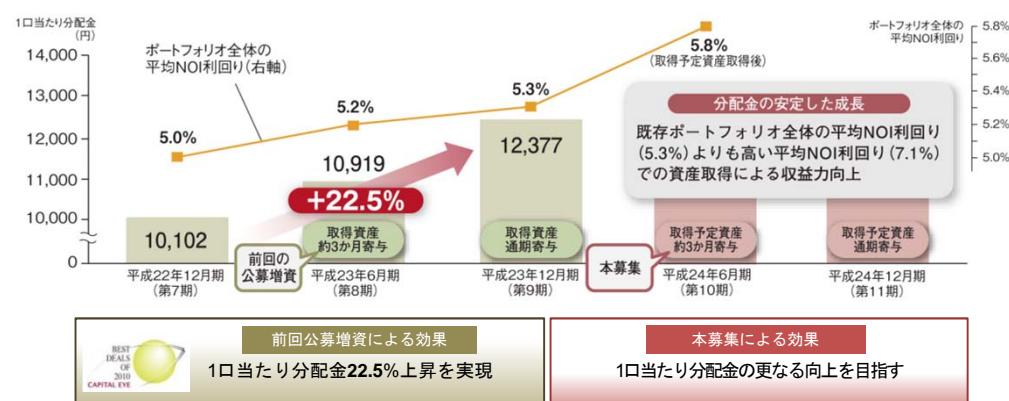 1口当たり分配金
(円)
14,000
13,000
12,000
11,000
10,000
0
ポートフォリオ全体の
平均NOI利回り(右軸)
5.0%
5.2%
5.3%
5.8%
(取得予定資産取得後)
ポートフォリオ全体の
平均NOI利回り
5.8%
5.6%
5.4%
5.2%
5.0%
分配金の安定した成長
既存ポートフォリオ全体の平均NOI利回り
(5.3%)よりも高い平均NOI利回り(7.1%)
での資産取得による収益力向上
10,102
10,919
12,377
+22.5%
取得資産
約3か月寄与
取得資産
通期寄与
取得予定資産
約3か月寄与
取得予定資産
通期寄与
前回の
公募増資
本募集
平成22年12月期
(第7期)
平成23年6月期
(第8期)
平成23年12月期
(第9期)
平成24年6月期
(第10期)
平成24年12月期
(第11期)
BEST
DEALS
OF
2010
CAPITAL EYE
前回公募増資による効果
1口当たり分配金22.5%上昇を実現
本募集による効果
1口当たり分配金の更なる向上を目指す